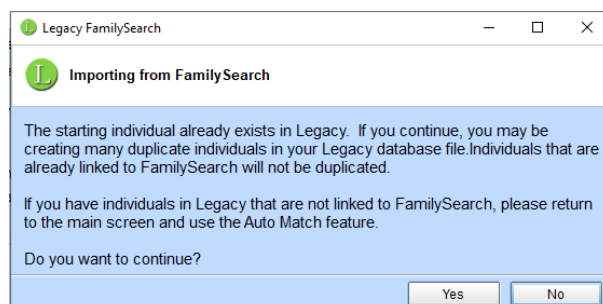 Legacy FamilySearch
L Importing from FamilySearch
The starting individual already exists in Legacy. If you continue, you may be
creating many duplicate individuals in your Legacy database file.Individuals that are
already linked to FamilySearch will not be duplicated.
If you have individuals in Legacy that are not linked to FamilySearch, please return
to the main screen and use the Auto Match feature.
Do you want to continue?
Yes No